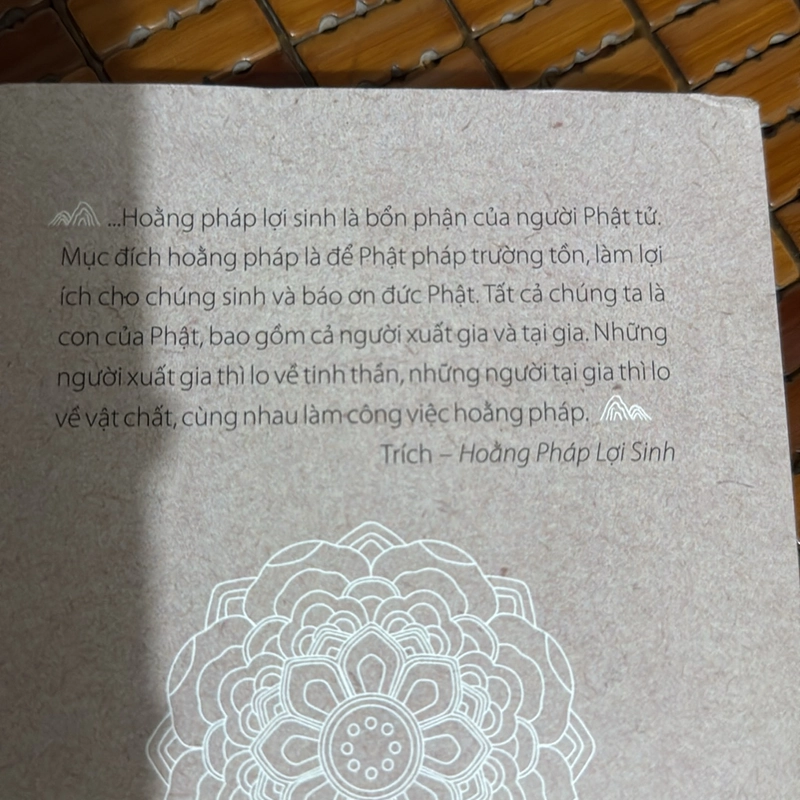 ...Hoằng pháp lợi sinh là bổn phận của người Phật tử.
Mục đích hoằng pháp là để Phật pháp trường tồn, làm lợi
ích cho chúng sinh và báo ơn đức Phật. Tất cả chúng ta là
con của Phật, bao gồm cả người xuất gia và tại gia. Những
người xuất gia thì lo về tinh thần, những người tại gia thì lo
về vật chất, cùng nhau làm công việc hoằng pháp.
Trích – Hoằng Pháp Lợi Sinh